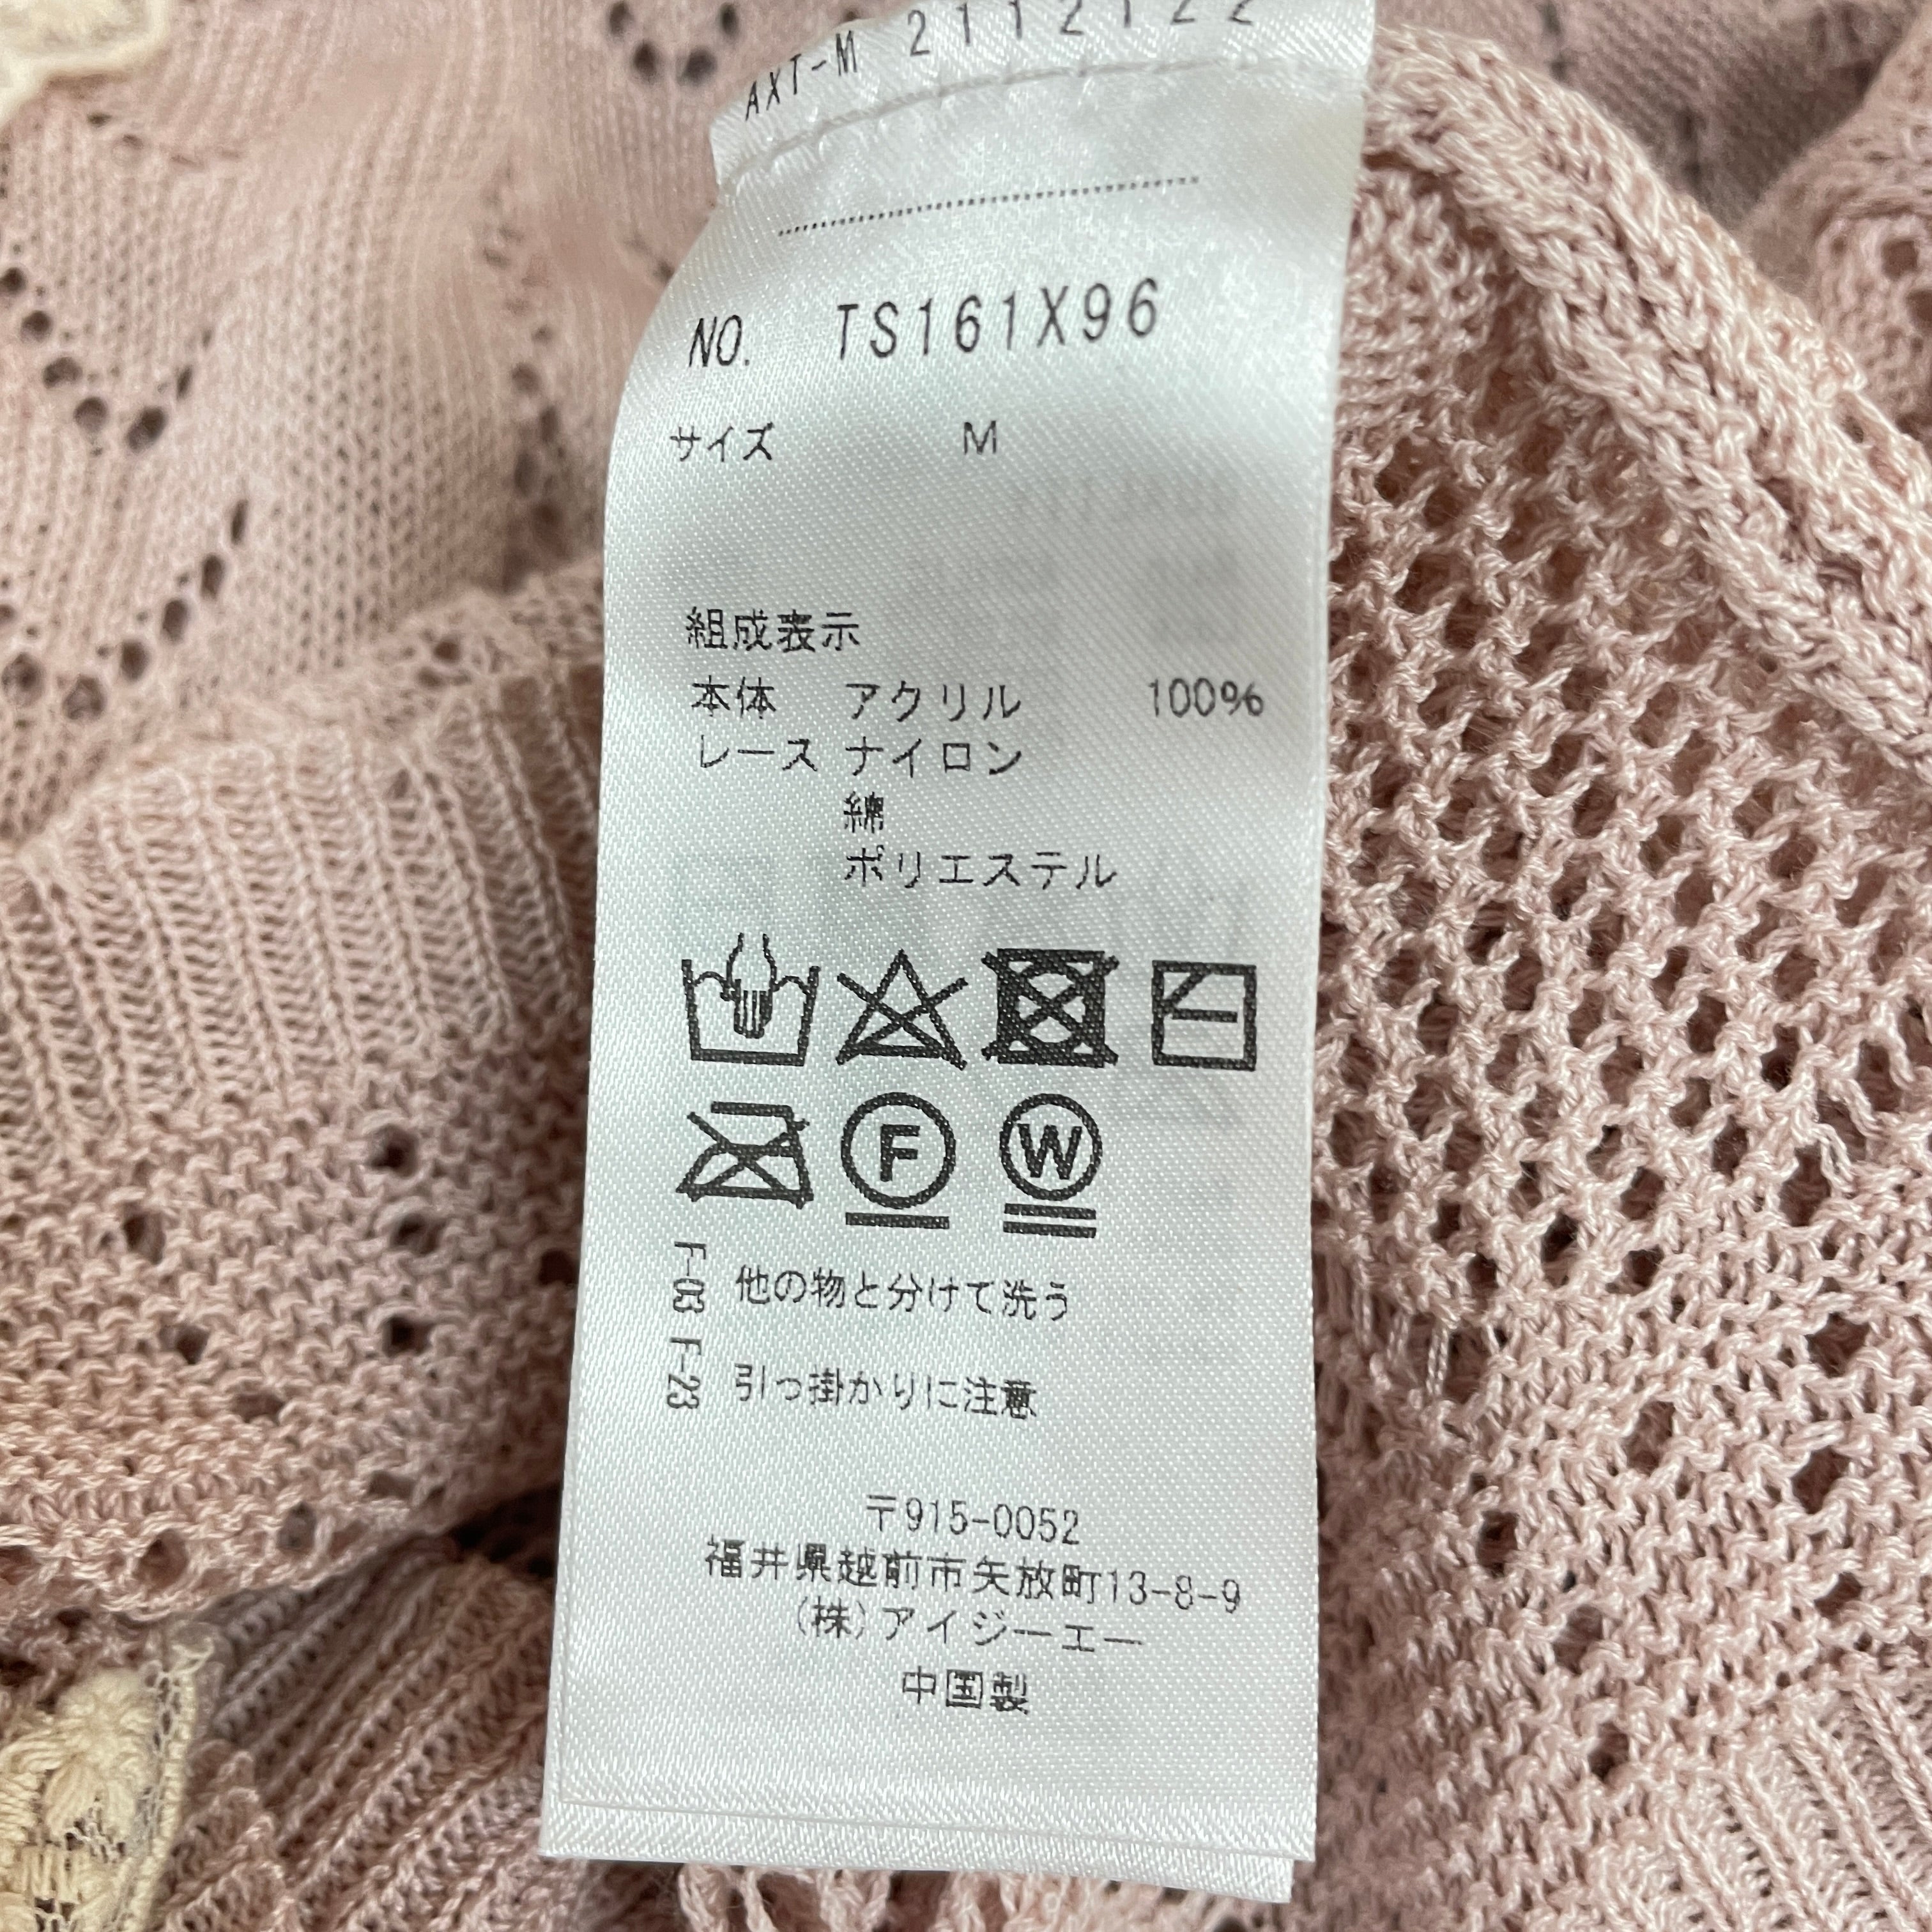 AXT-M 2112122
NO. TS161X96
サイズ M
組成表示
本体 アクリル 100%
レース ナイロン
綿
ポリエステル
F
W
F-03 他の物と分けて洗う
F-23 引っ掛かりに注意
〒915-0052
福井県越前市矢放町13-8-9
(株)アイジーエー
中国製